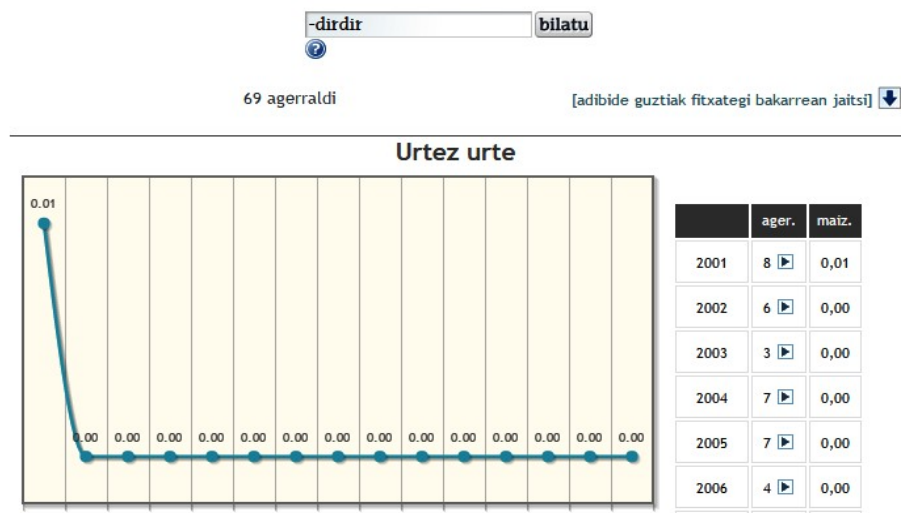 -dirdir bilatu
?
69 agerraldi [adibide guztiak fitxategi bakarrean jaitsi]
Urtez urte
0.01
0.00 0.00 0.00 0.00 0.00 0.00 0.00 0.00 0.00 0.00 0.00 0.00 0.00 0.00
ager. maiz.
2001 8 0,01
2002 6 0,00
2003 3 0,00
2004 7 0,00
2005 7 0,00
2006 4 0,00